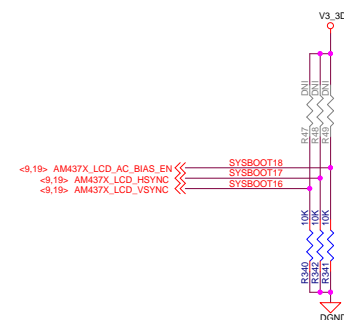 V3_3D
DNI
DNI
DNI
R47
R48
R49
SYSBOOT18
<9,19> AM437X_LCD_AC_BIAS_EN
SYSBOOT17
<9,19> AM437X_LCD_HSYNC
SYSBOOT16
<9,19> AM437X_LCD_VSYNC
10K
10K
10K
R340
R342
R341
DGND